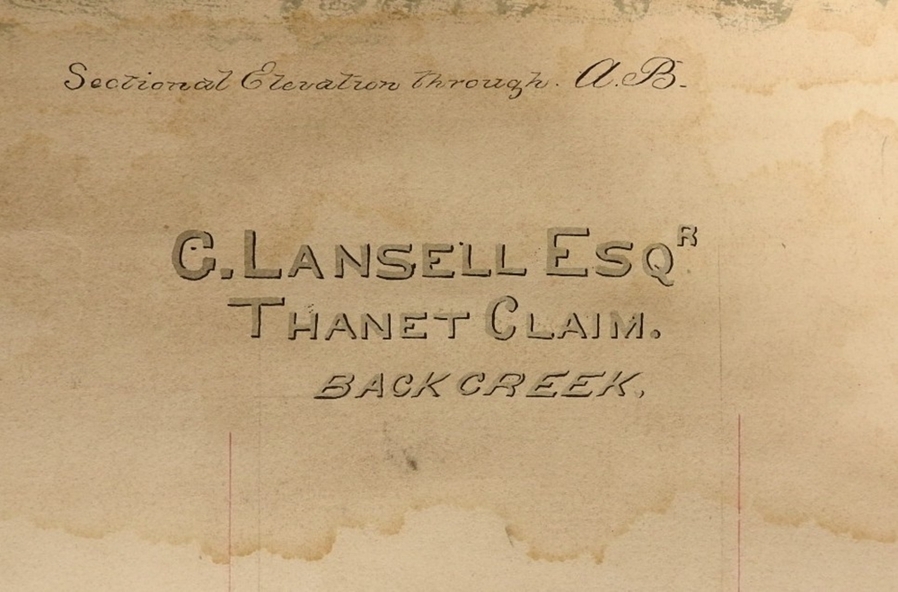 Sectional Elevation through. A.B.
G. LANSELL ESQR
THANET CLAIM.
BACK CREEK.